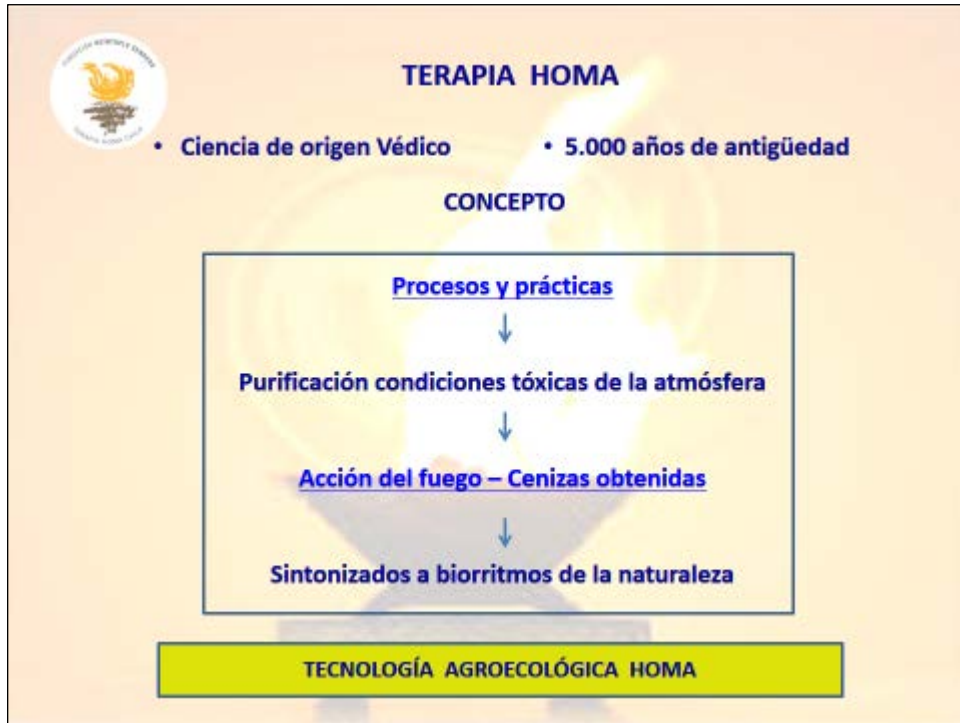 TERAPIA HOMA
• Ciencia de origen Védico • 5.000 años de antigüedad
CONCEPTO
Procesos y prácticas
↓
Purificación condiciones tóxicas de la atmósfera
↓
Acción del fuego – Cenizas obtenidas
↓
Sintonizados a biorritmos de la naturaleza
TECNOLOGÍA AGROECOLÓGICA HOMA